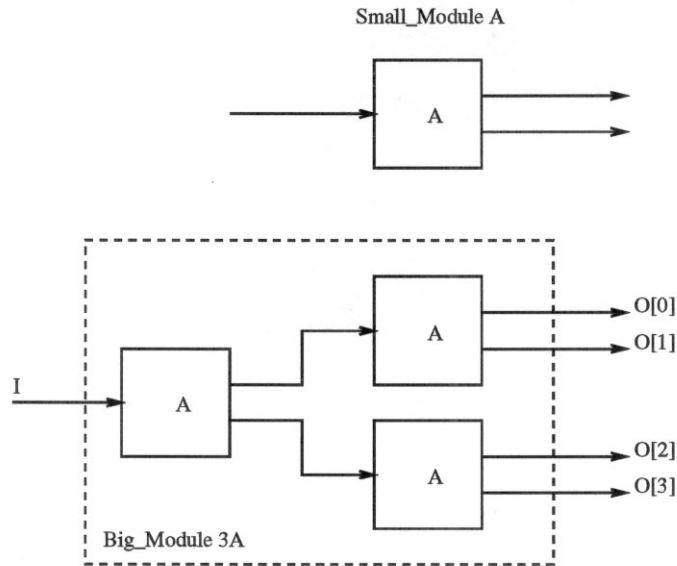 Small_Module A
A
A
O[0]
O[1]
I
A
A
O[2]
O[3]
Big_Module 3A